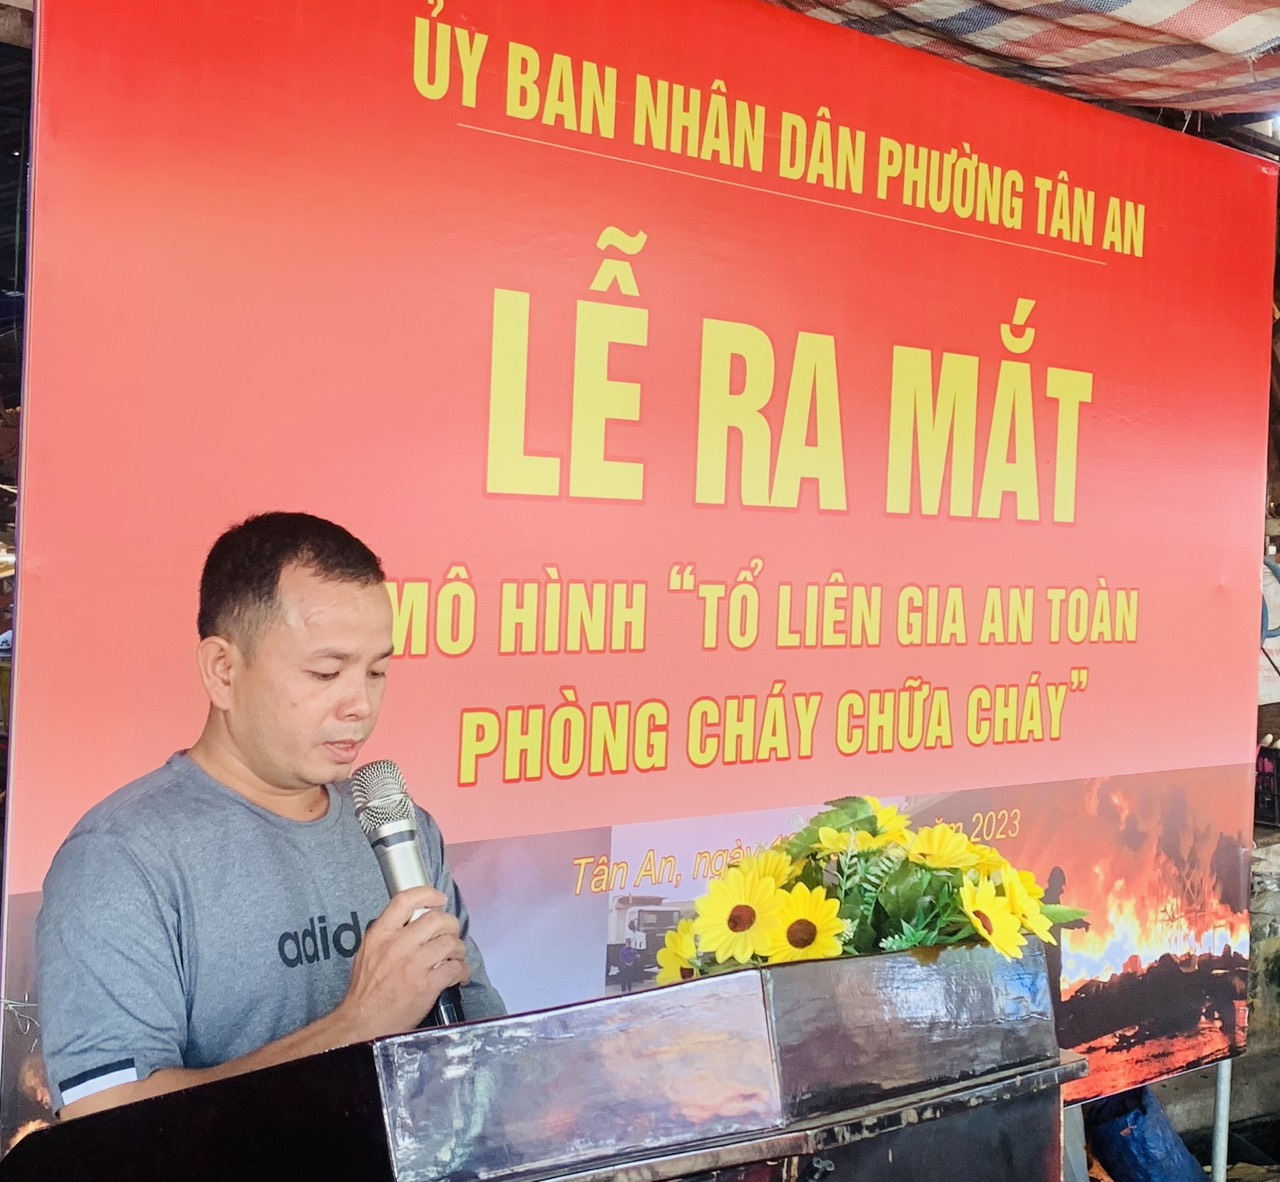 ỦY BAN NHÂN DÂN PHƯỜNG TÂN AN
LỄ RA MẮT
MÔ HÌNH “TỔ LIÊN GIA AN TOÀN
PHÒNG CHÁY CHỮA CHÁY”
Tân An, ngày 2023